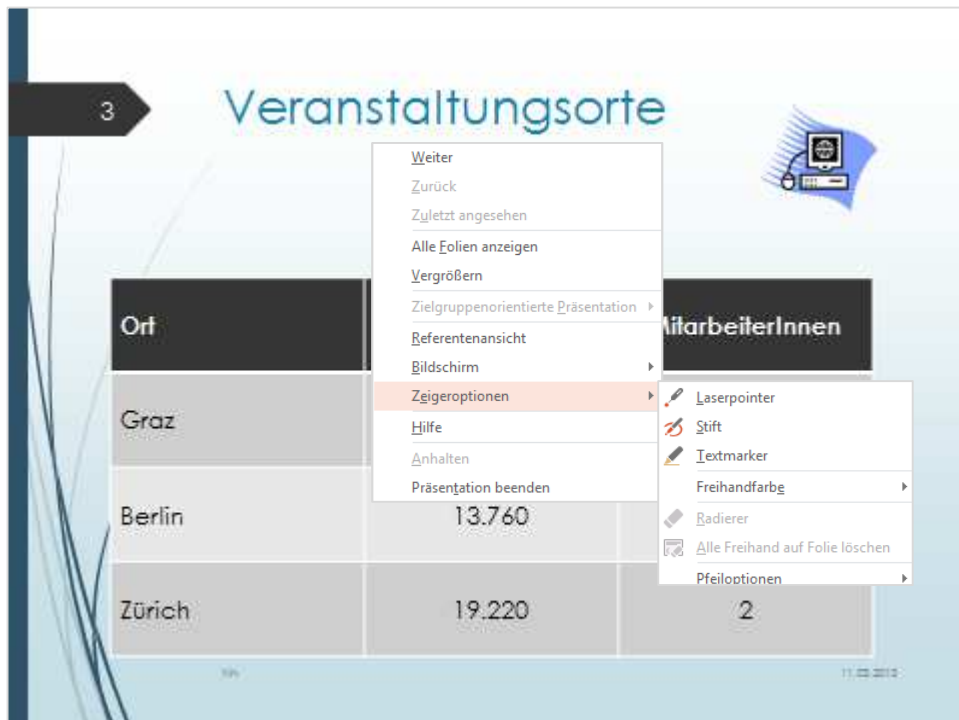 3
Veranstaltungsorte
Weiter
Zurück
Zuletzt angesehen
Alle Folien anzeigen
Vergrößern
Zielgruppenorientierte Präsentation
Referentenansicht
Bildschirm
Zeigeroptionen
Hilfe
Anhalten
Präsentation beenden
Laserpointer
Stift
Textmarker
Freihandfarbe
Radierer
Alle Freihand auf Folie löschen
Pfeiloptionen
Ort
Graz
Berlin 13.760
Zürich 19.220 2